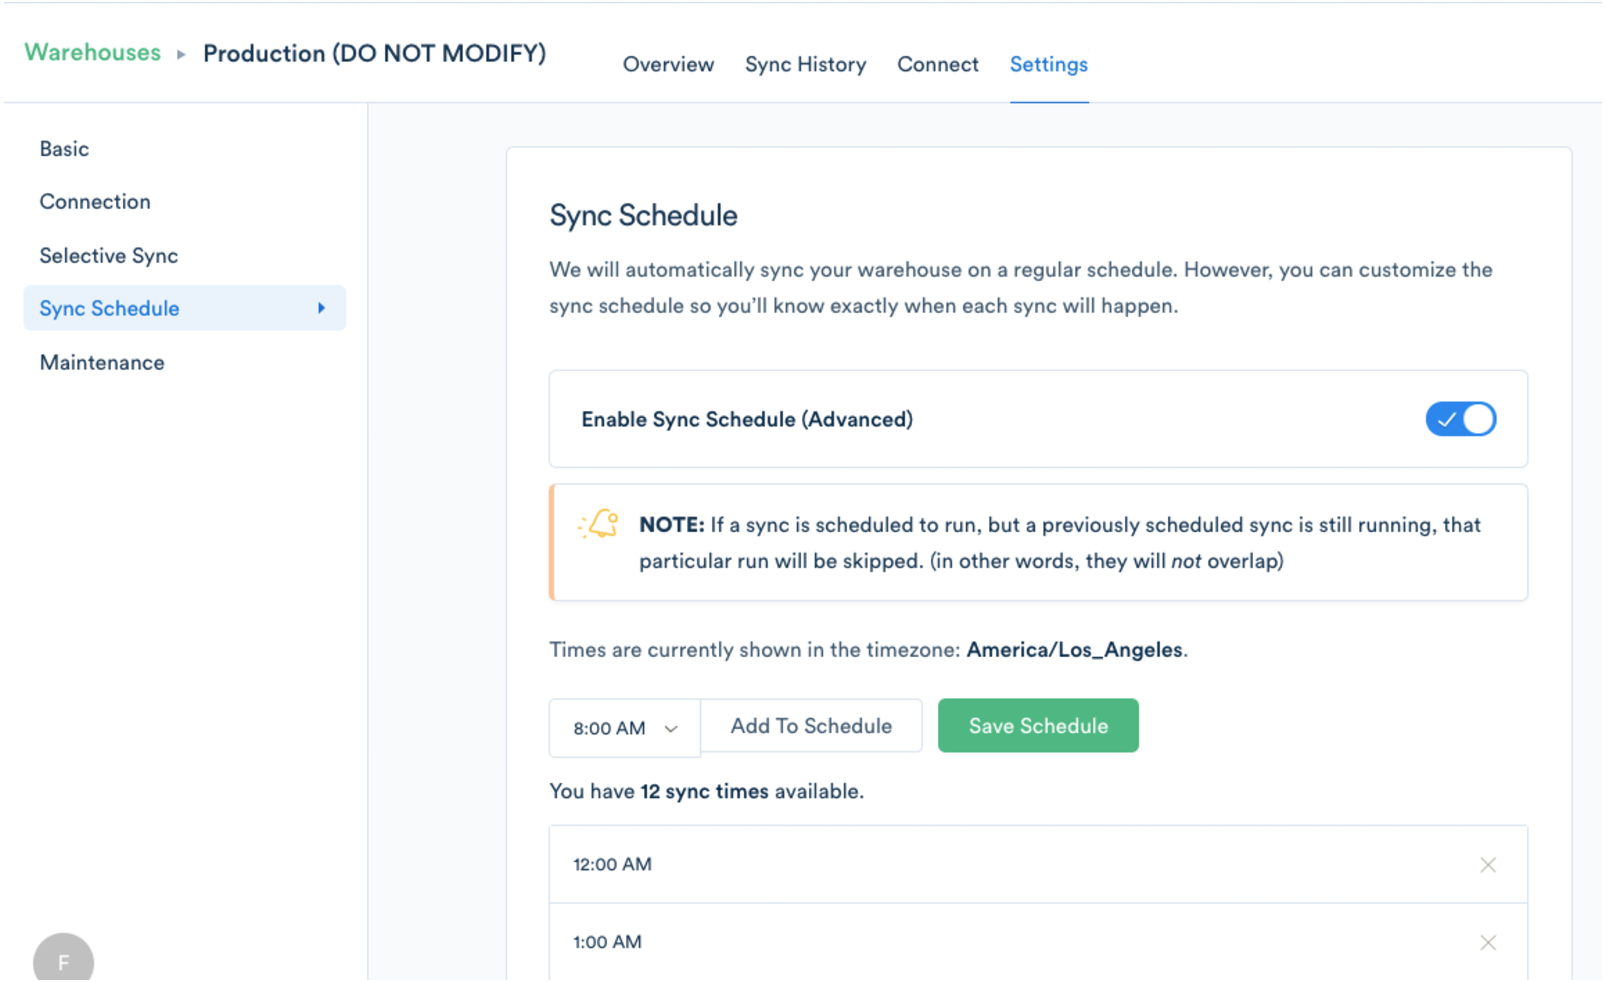 Warehouses ▸ Production (DO NOT MODIFY)
Overview Sync History Connect Settings
Basic
Connection
Selective Sync
Sync Schedule
Maintenance
F
Sync Schedule
We will automatically sync your warehouse on a regular schedule. However, you can customize the
sync schedule so you’ll know exactly when each sync will happen.
Enable Sync Schedule (Advanced)
NOTE: If a sync is scheduled to run, but a previously scheduled sync is still running, that
particular run will be skipped. (in other words, they will not overlap)
Times are currently shown in the timezone: America/Los_Angeles.
8:00 AM Add To Schedule Save Schedule
You have 12 sync times available.
12:00 AM
1:00 AM